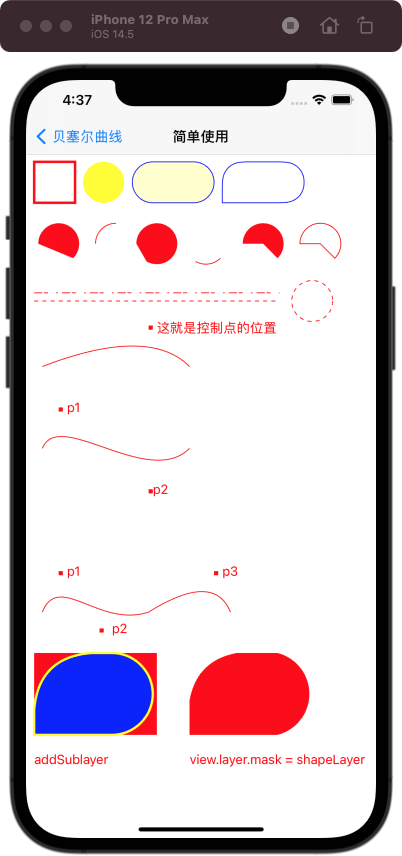 iPhone 12 Pro Max
iOS 14.5
4:37
贝塞尔曲线
简单使用
这就是控制点的位置
p1
p2
p1
p3
p2
addSublayer
view.layer.mask = shapeLayer